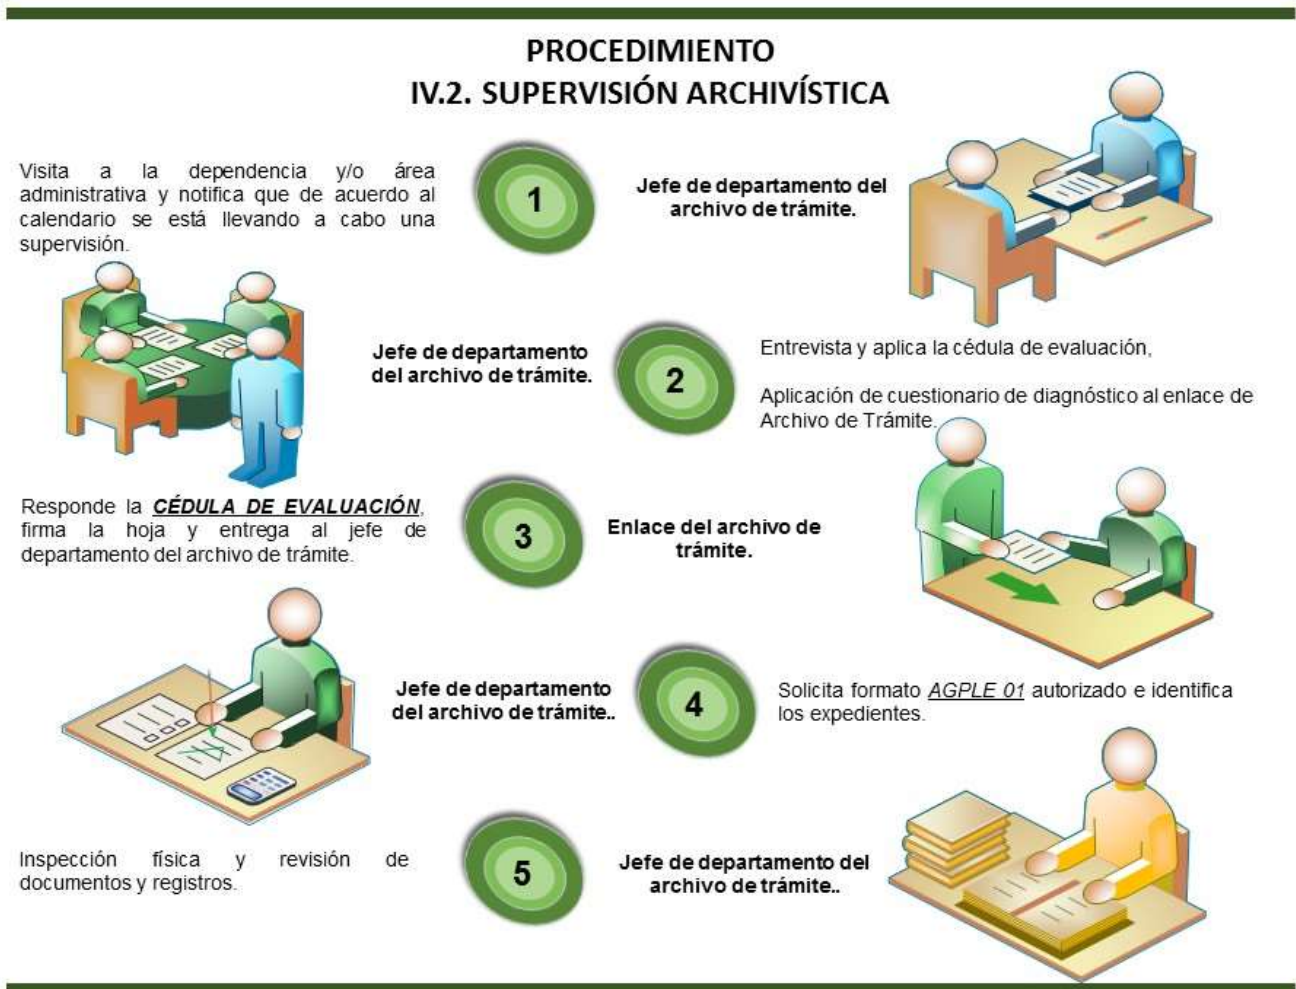 PROCEDIMIENTO
IV.2. SUPERVISIÓN ARCHIVÍSTICA
Visita a la dependencia y/o área
administrativa y notifica que de acuerdo al
calendario se está llevando a cabo una
supervisión.
1
Jefe de departamento del
archivo de trámite.
Jefe de departamento
del archivo de trámite.
2
Entrevista y aplica la cédula de evaluación,
Aplicación de cuestionario de diagnóstico al enlace de
Archivo de Trámite.
Responde la CÉDULA DE EVALUACIÓN,
firma la hoja y entrega al jefe de
departamento del archivo de trámite.
3
Enlace del archivo de
trámite.
Jefe de departamento
del archivo de trámite..
4
Solicita formato AGPLE 01 autorizado e identifica
los expedientes.
Inspección física y revisión de
documentos y registros.
5
Jefe de departamento del
archivo de trámite..